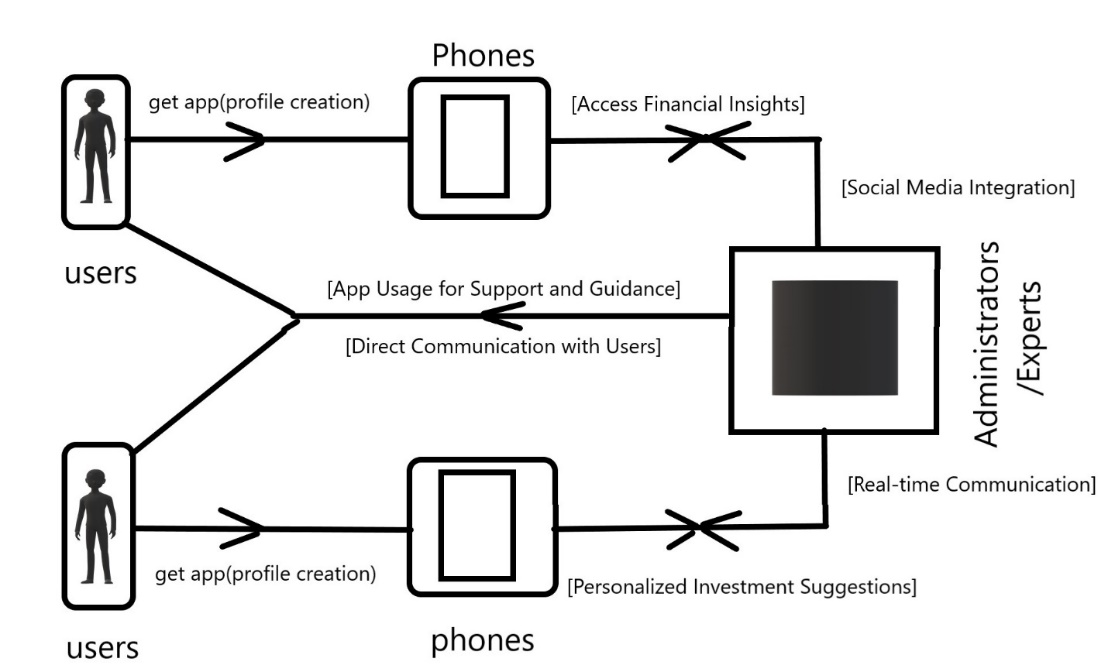 Phones
get app(profile creation)
[Access Financial Insights]
[Social Media Integration]
users
[App Usage for Support and Guidance]
[Direct Communication with Users]
Administrators
/Experts
[Real-time Communication]
get app(profile creation)
[Personalized Investment Suggestions]
users
phones